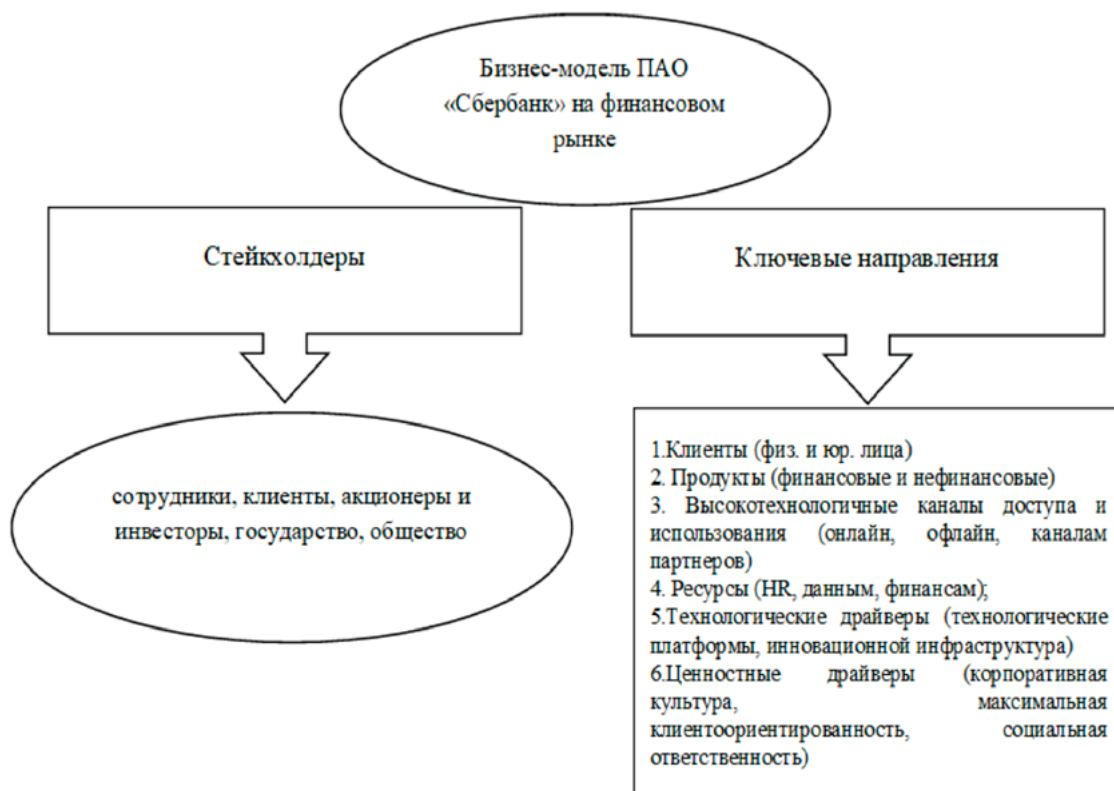 Бизнес-модель ПАО
«Сбербанк» на финансовом
рынке
Стейкхолдеры
Ключевые направления
сотрудники, клиенты, акционеры и
инвесторы, государство, общество
1.Клиенты (физ. и юр. лица)
2. Продукты (финансовые и нефинансовые)
3. Высокотехнологичные каналы доступа и
использования (онлайн, офлайн, каналам
партнеров)
4. Ресурсы (HR, данным, финансам);
5.Технологические драйверы (технологические
платформы, инновационной инфраструктура)
6.Ценностные драйверы (корпоративная
культура, максимальная
клиентоориентированность, социальная
ответственность)